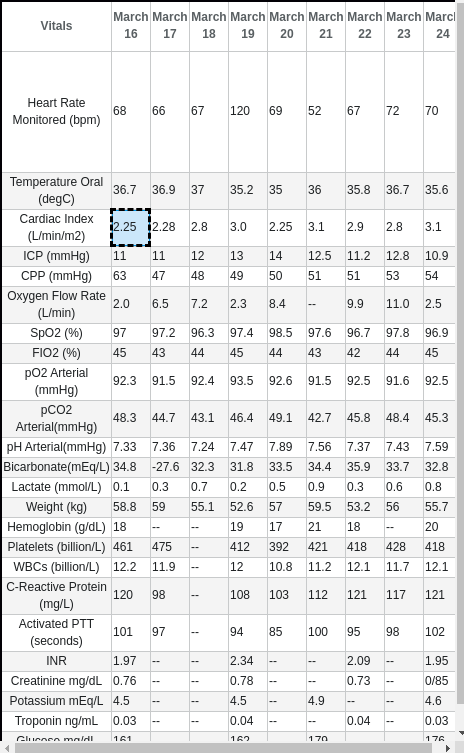 Vitals March 16 March 17 March 18 March 19 March 20 March 21 March 22 March 23 March 24
Heart Rate Monitored (bpm) 68 66 67 120 69 52 67 72 70
Temperature Oral (degC) 36.7 36.9 37 35.2 35 36 35.8 36.7 35.6
Cardiac Index (L/min/m2) 2.25 2.28 2.8 3.0 2.25 3.1 2.9 2.8 3.1
ICP (mmHg) 11 11 12 13 14 12.5 11.2 12.8 10.9
CPP (mmHg) 63 47 48 49 50 51 51 53 54
Oxygen Flow Rate (L/min) 2.0 6.5 7.2 2.3 8.4 -- 9.9 11.0 2.5
SpO2 (%) 97 97.2 96.3 97.4 98.5 97.6 96.7 97.8 96.9
FIO2 (%) 45 43 44 45 44 43 42 44 45
pO2 Arterial (mmHg) 92.3 91.5 92.4 93.5 92.6 91.5 92.5 91.6 92.5
pCO2 Arterial(mmHg) 48.3 44.7 43.1 46.4 49.1 42.7 45.8 48.4 45.3
pH Arterial(mmHg) 7.33 7.36 7.24 7.47 7.89 7.56 7.37 7.43 7.59
Bicarbonate(mEq/L) 34.8 -27.6 32.3 31.8 33.5 34.4 35.9 33.7 32.8
Lactate (mmol/L) 0.1 0.3 0.7 0.2 0.5 0.9 0.3 0.6 0.8
Weight (kg) 58.8 59 55.1 52.6 57 59.5 53.2 56 55.7
Hemoglobin (g/dL) 18 -- -- 19 17 21 18 -- 20
Platelets (billion/L) 461 475 -- 412 392 421 418 428 418
WBCs (billion/L) 12.2 11.9 -- 12 10.8 11.2 12.1 11.7 12.1
C-Reactive Protein (mg/L) 120 98 -- 108 103 112 121 117 121
Activated PTT (seconds) 101 97 -- 94 85 100 95 98 102
INR 1.97 -- -- 2.34 -- -- 2.09 -- 1.95
Creatinine mg/dL 0.76 -- -- 0.78 -- -- 0.73 -- 0/85
Potassium mEq/L 4.5 -- -- 4.5 -- 4.9 -- -- 4.6
Troponin ng/mL 0.03 -- -- 0.04 -- -- 0.04 -- 0.03
Glucose mg/dL 161 -- -- 162 -- 179 -- -- 176